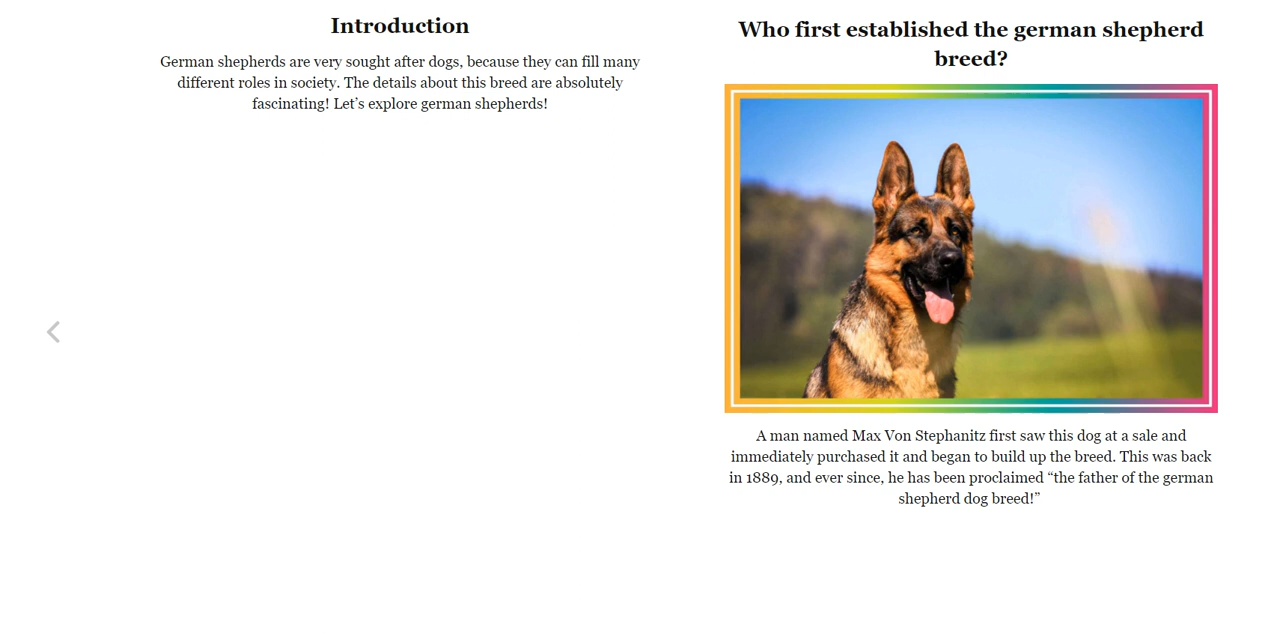 Introduction
German shepherds are very sought after dogs, because they can fill many
different roles in society. The details about this breed are absolutely
fascinating! Let’s explore german shepherds!
Who first established the german shepherd
breed?
A man named Max Von Stephanitz first saw this dog at a sale and
immediately purchased it and began to build up the breed. This was back
in 1889, and ever since, he has been proclaimed “the father of the german
shepherd dog breed!”